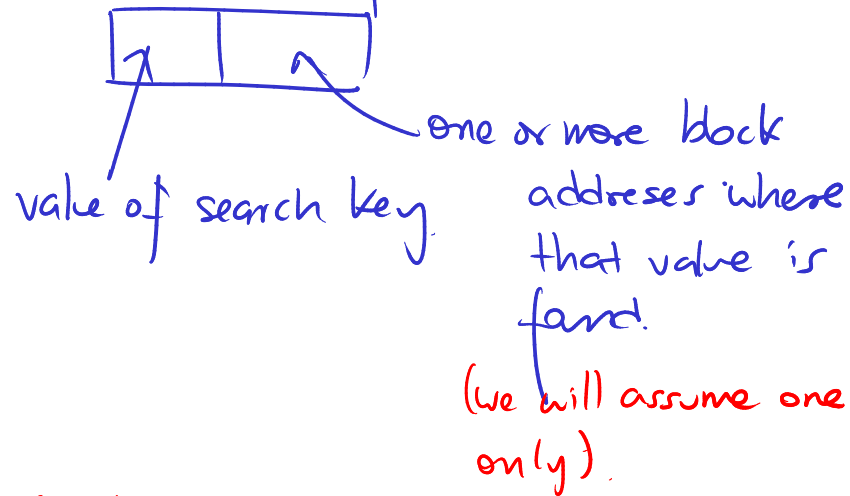 one or more block
value of search key.
addreses where
that value is
found.
(we will assume one
only).